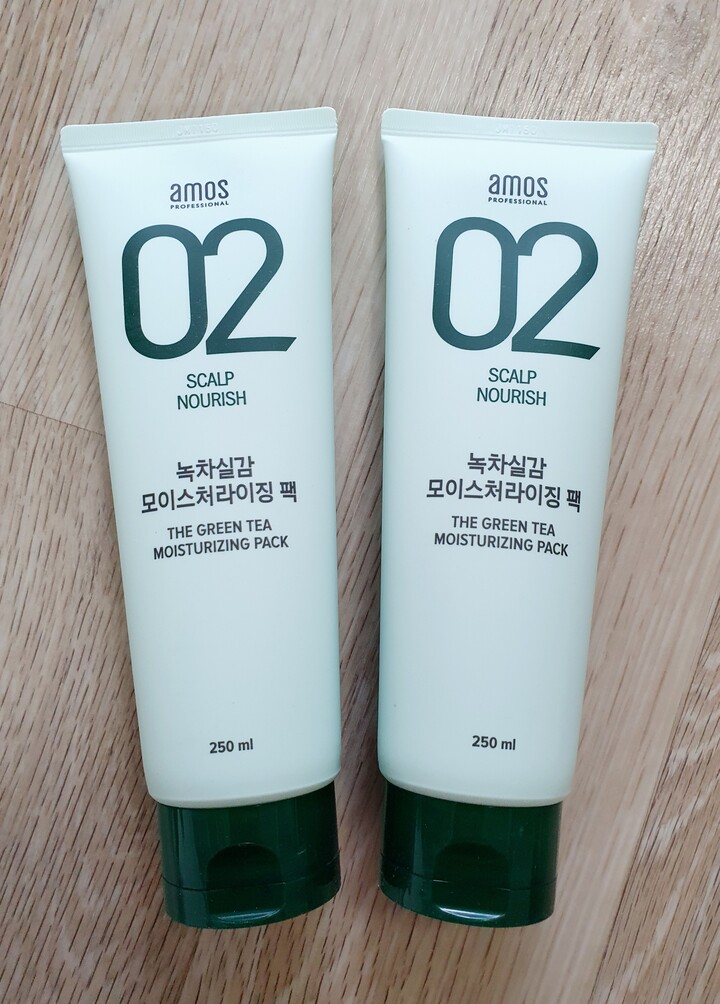 amos
PROFESSIONAL
02
SCALP
NOURISH
녹차실감
모이스처라이징 팩
THE GREEN TEA
MOISTURIZING PACK
250 ml
amos
PROFESSIONAL
02
SCALP
NOURISH
녹차실감
모이스처라이징 팩
THE GREEN TEA
MOISTURIZING PACK
250 ml